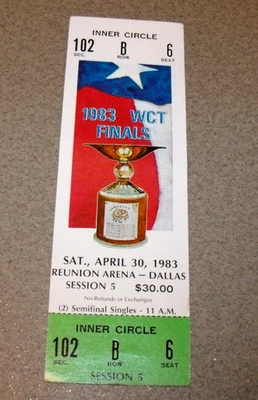 INNER CIRCLE
102 B 6
SEC. ROW SEAT
1983 WCT
FINALS
SAT., APRIL 30, 1983
REUNION ARENA – DALLAS
SESSION 5 $30.00
No Refunds or Exchanges
(2) Semifinal Singles - 11 A.M.
INNER CIRCLE
102 B 6
SEC. ROW SEAT
SESSION 5